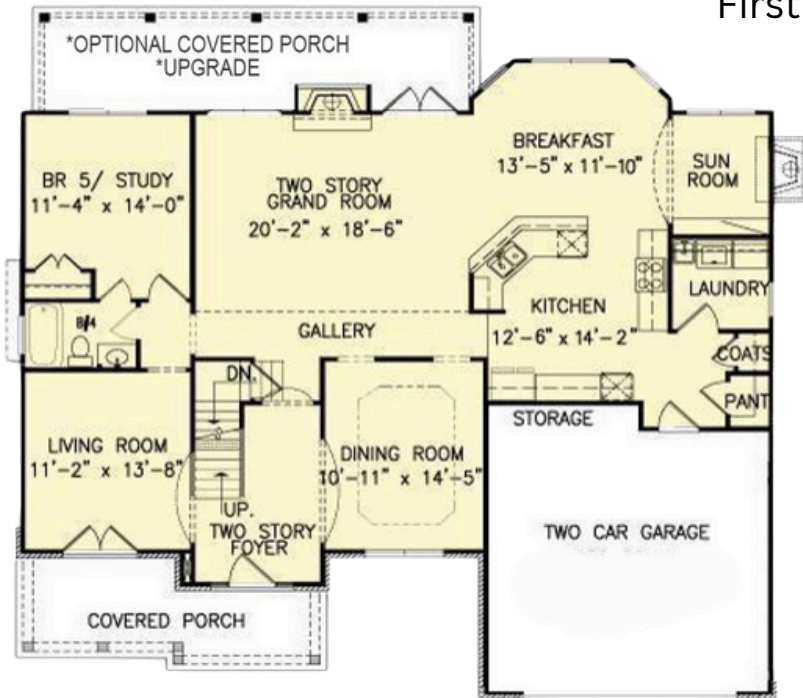 First
*OPTIONAL COVERED PORCH
*UPGRADE
BREAKFAST
13'-5" x 11'-10"
SUN
ROOM
BR 5/ STUDY
11'-4" x 14'-0"
TWO STORY
GRAND ROOM
20'-2" x 18'-6"
KITCHEN
12'-6" x 14'-2"
LAUNDRY
B/4
GALLERY
COATS
DN.
PANT
STORAGE
LIVING ROOM
11'-2" x 13'-8"
DINING ROOM
10'-11" x 14'-5"
UP.
TWO STORY
FOYER
TWO CAR GARAGE
COVERED PORCH